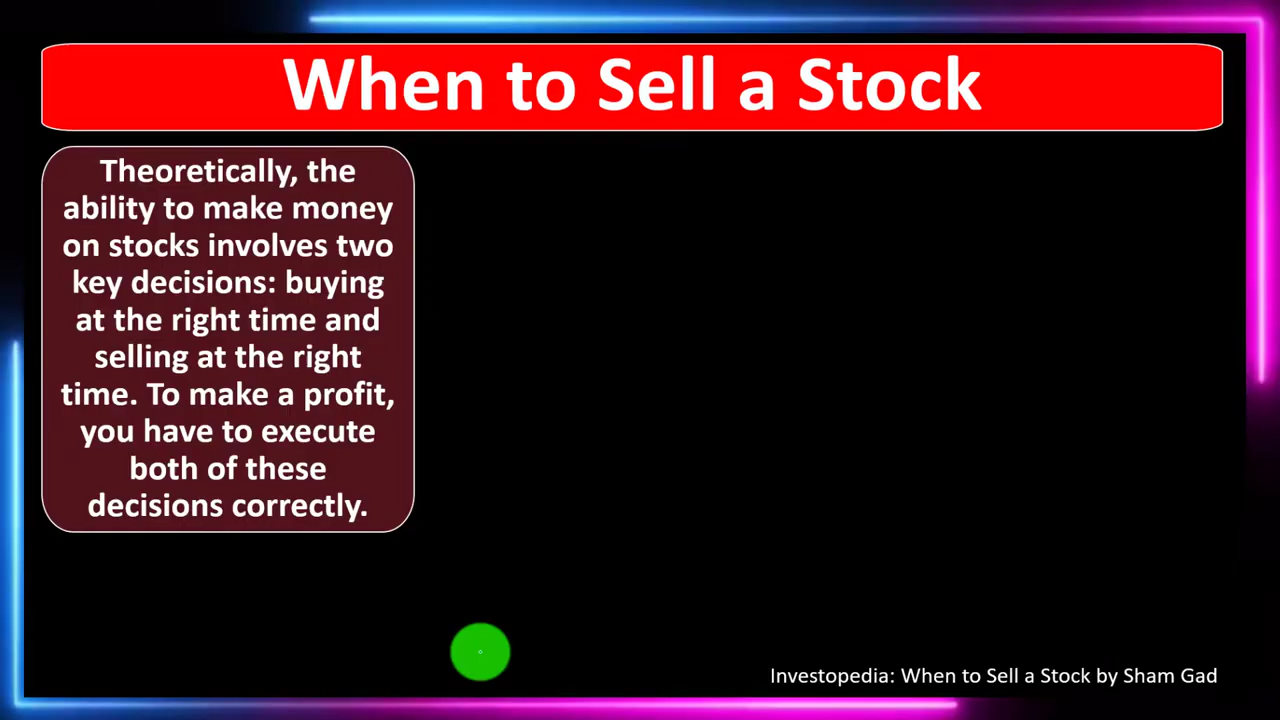 When to Sell a Stock
Theoretically, the
ability to make money
on stocks involves two
key decisions: buying
at the right time and
selling at the right
time. To make a profit,
you have to execute
both of these
decisions correctly.
Investopedia: When to Sell a Stock by Sham Gad